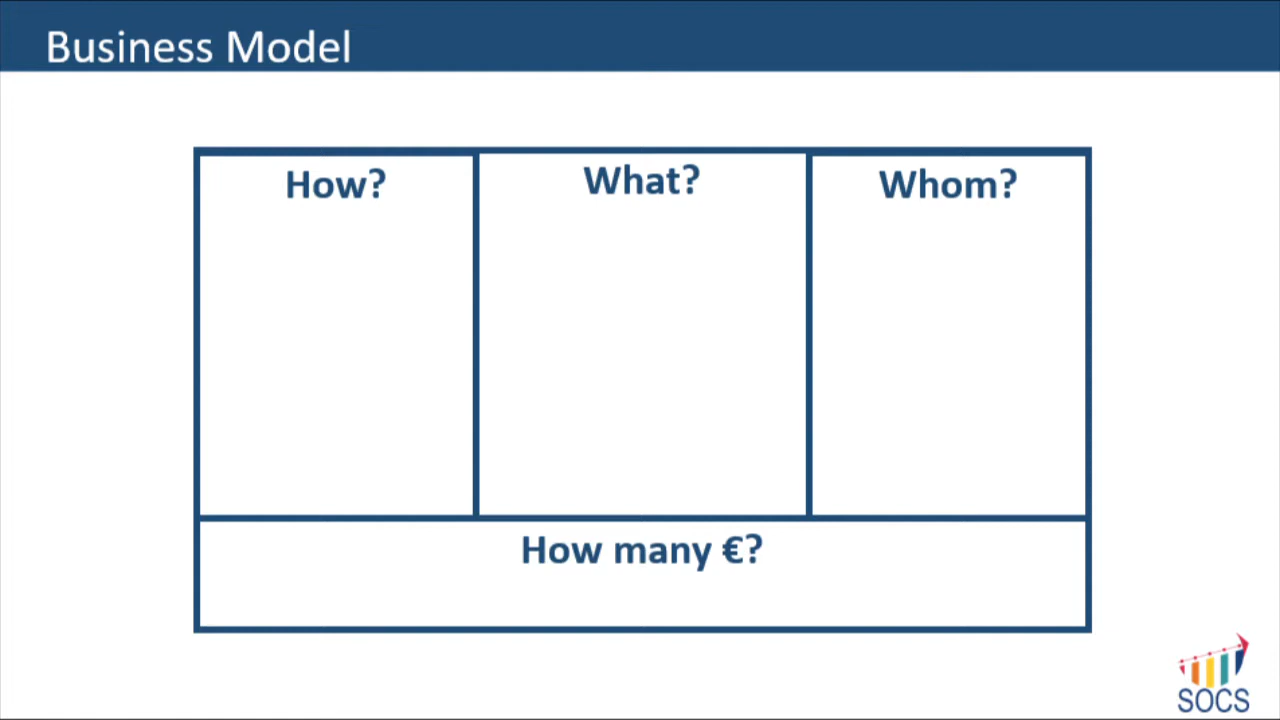 Business Model
How?
What?
Whom?
How many €?
SOCS